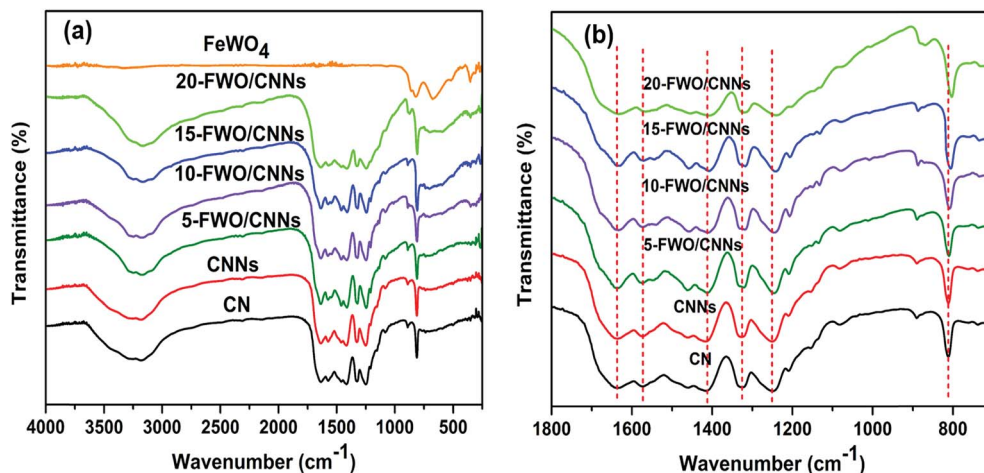 (a)
FeWO4
20-FWO/CNNs
15-FWO/CNNs
10-FWO/CNNs
5-FWO/CNNs
CNNs
CN
Transmittance (%)
4000 3500 3000 2500 2000 1500 1000 500
Wavenumber (cm-1)
(b)
20-FWO/CNNs
15-FWO/CNNs
10-FWO/CNNs
5-FWO/CNNs
CNNs
CN
Transmittance (%)
1800 1600 1400 1200 1000 800
Wavenumber (cm-1)